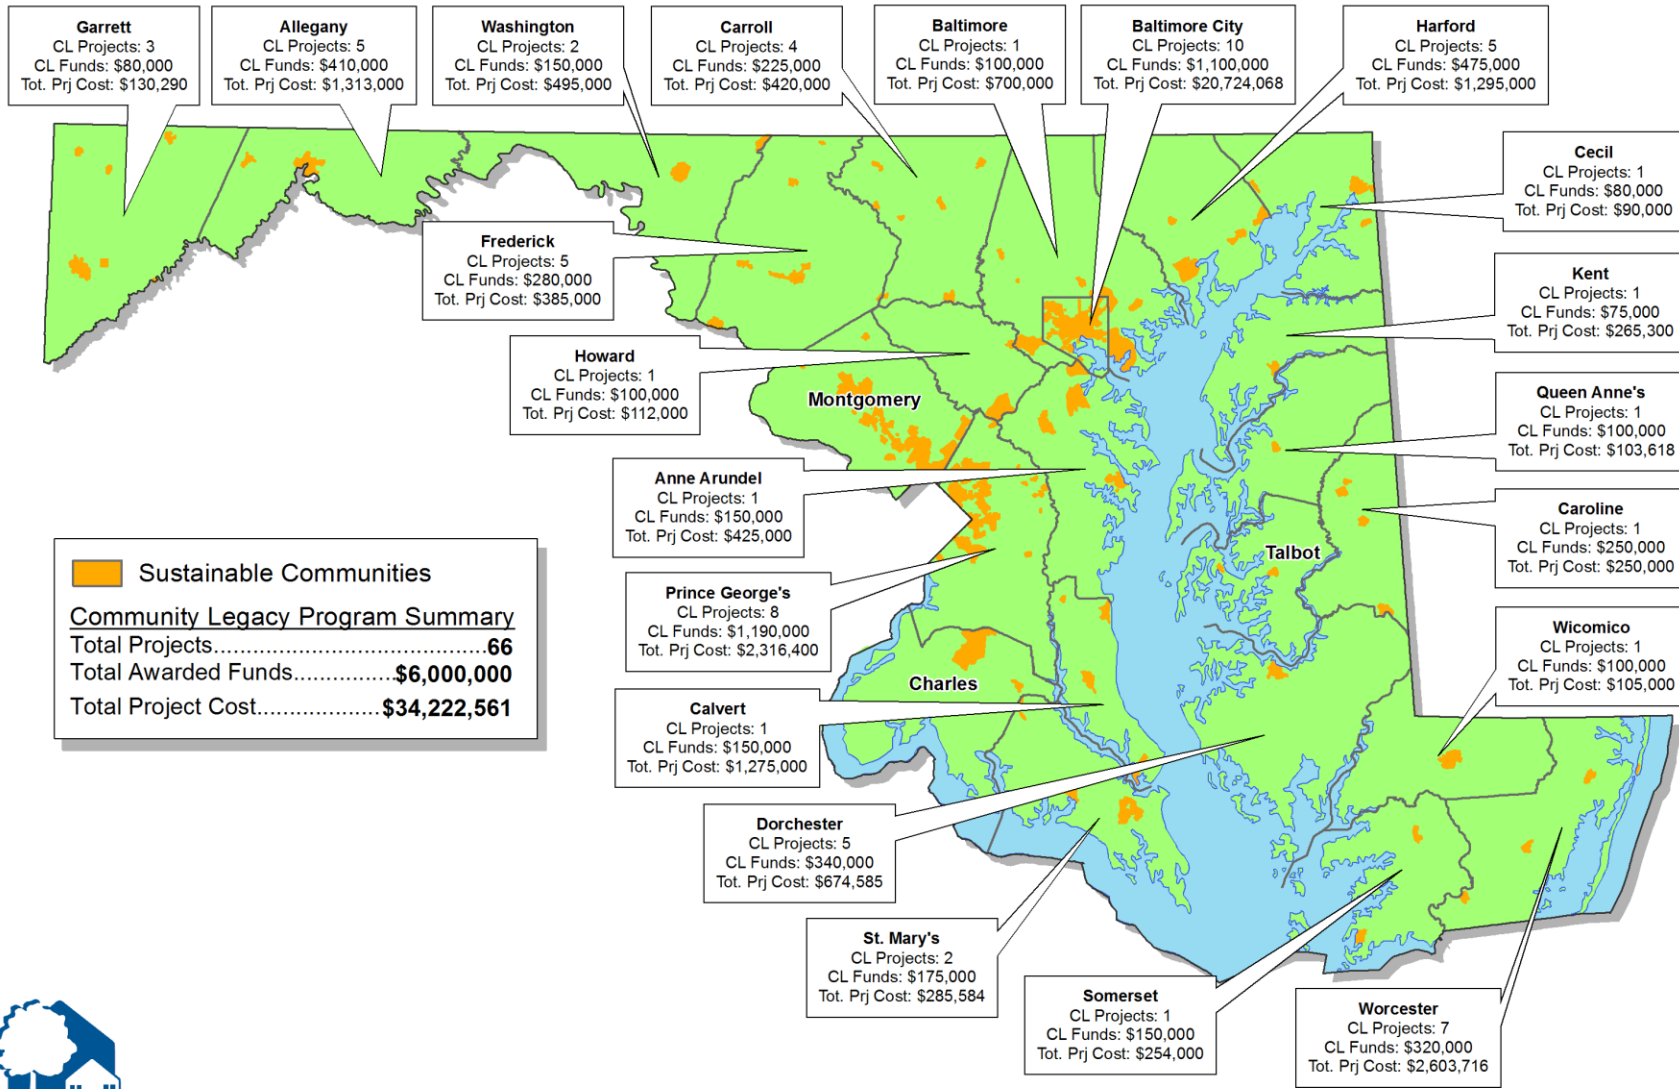 Garrett
CL Projects: 3
CL Funds: $80,000
Tot. Prj Cost: $130,290
Allegany
CL Projects: 5
CL Funds: $410,000
Tot. Prj Cost: $1,313,000
Washington
CL Projects: 2
CL Funds: $150,000
Tot. Prj Cost: $495,000
Carroll
CL Projects: 4
CL Funds: $225,000
Tot. Prj Cost: $420,000
Baltimore
CL Projects: 1
CL Funds: $100,000
Tot. Prj Cost: $700,000
Baltimore City
CL Projects: 10
CL Funds: $1,100,000
Tot. Prj Cost: $20,724,068
Harford
CL Projects: 5
CL Funds: $475,000
Tot. Prj Cost: $1,295,000
Cecil
CL Projects: 1
CL Funds: $80,000
Tot. Prj Cost: $90,000
Frederick
CL Projects: 5
CL Funds: $280,000
Tot. Prj Cost: $385,000
Kent
CL Projects: 1
CL Funds: $75,000
Tot. Prj Cost: $265,300
Howard
CL Projects: 1
CL Funds: $100,000
Tot. Prj Cost: $112,000
Montgomery
Queen Anne's
CL Projects: 1
CL Funds: $100,000
Tot. Prj Cost: $103,618
Anne Arundel
CL Projects: 1
CL Funds: $150,000
Tot. Prj Cost: $425,000
Caroline
CL Projects: 1
CL Funds: $250,000
Tot. Prj Cost: $250,000
Talbot
Sustainable Communities
Community Legacy Program Summary
Total Projects.......................................66
Total Awarded Funds...............$6,000,000
Total Project Cost...................$34,222,561
Prince George's
CL Projects: 8
CL Funds: $1,190,000
Tot. Prj Cost: $2,316,400
Wicomico
CL Projects: 1
CL Funds: $100,000
Tot. Prj Cost: $105,000
Charles
Calvert
CL Projects: 1
CL Funds: $150,000
Tot. Prj Cost: $1,275,000
Dorchester
CL Projects: 5
CL Funds: $340,000
Tot. Prj Cost: $674,585
St. Mary's
CL Projects: 2
CL Funds: $175,000
Tot. Prj Cost: $285,584
Somerset
CL Projects: 1
CL Funds: $150,000
Tot. Prj Cost: $254,000
Worcester
CL Projects: 7
CL Funds: $320,000
Tot. Prj Cost: $2,603,716